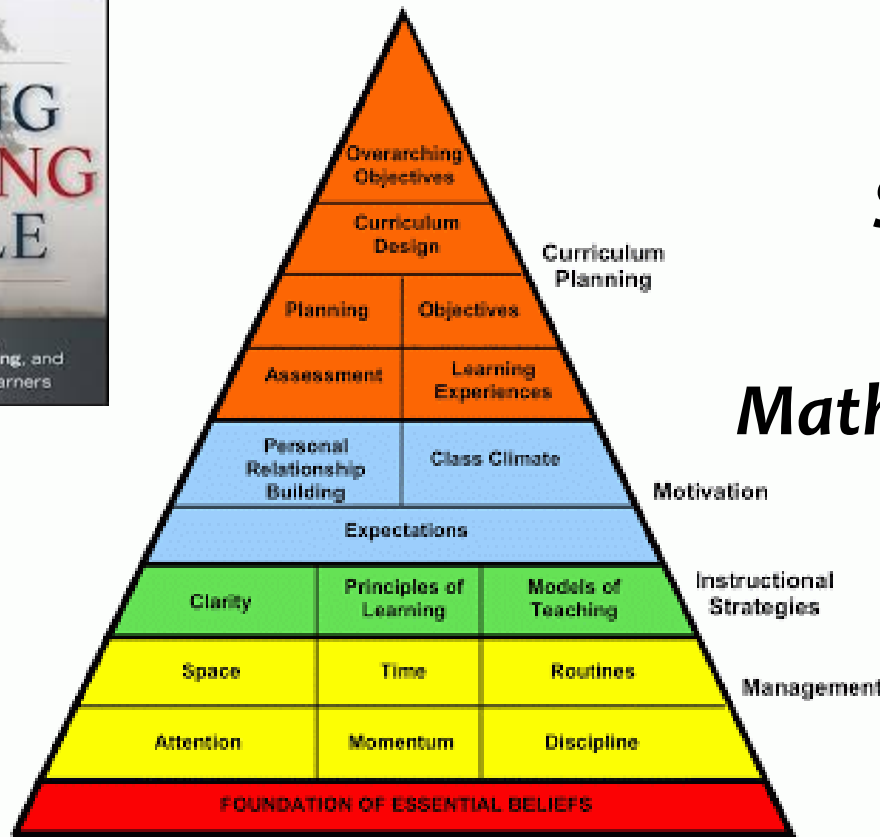 NG
NG
LE
ng, and
arners
Overarching
Objectives
Curriculum
Design
Curriculum
Planning
Planning
Objectives
Assessment
Learning
Experiences
Personal
Relationship
Building
Class Climate
Motivation
Expectations
Clarity
Principles of
Learning
Models of
Teaching
Instructional
Strategies
Space
Time
Routines
Management
Attention
Momentum
Discipline
FOUNDATION OF ESSENTIAL BELIEFS
Math